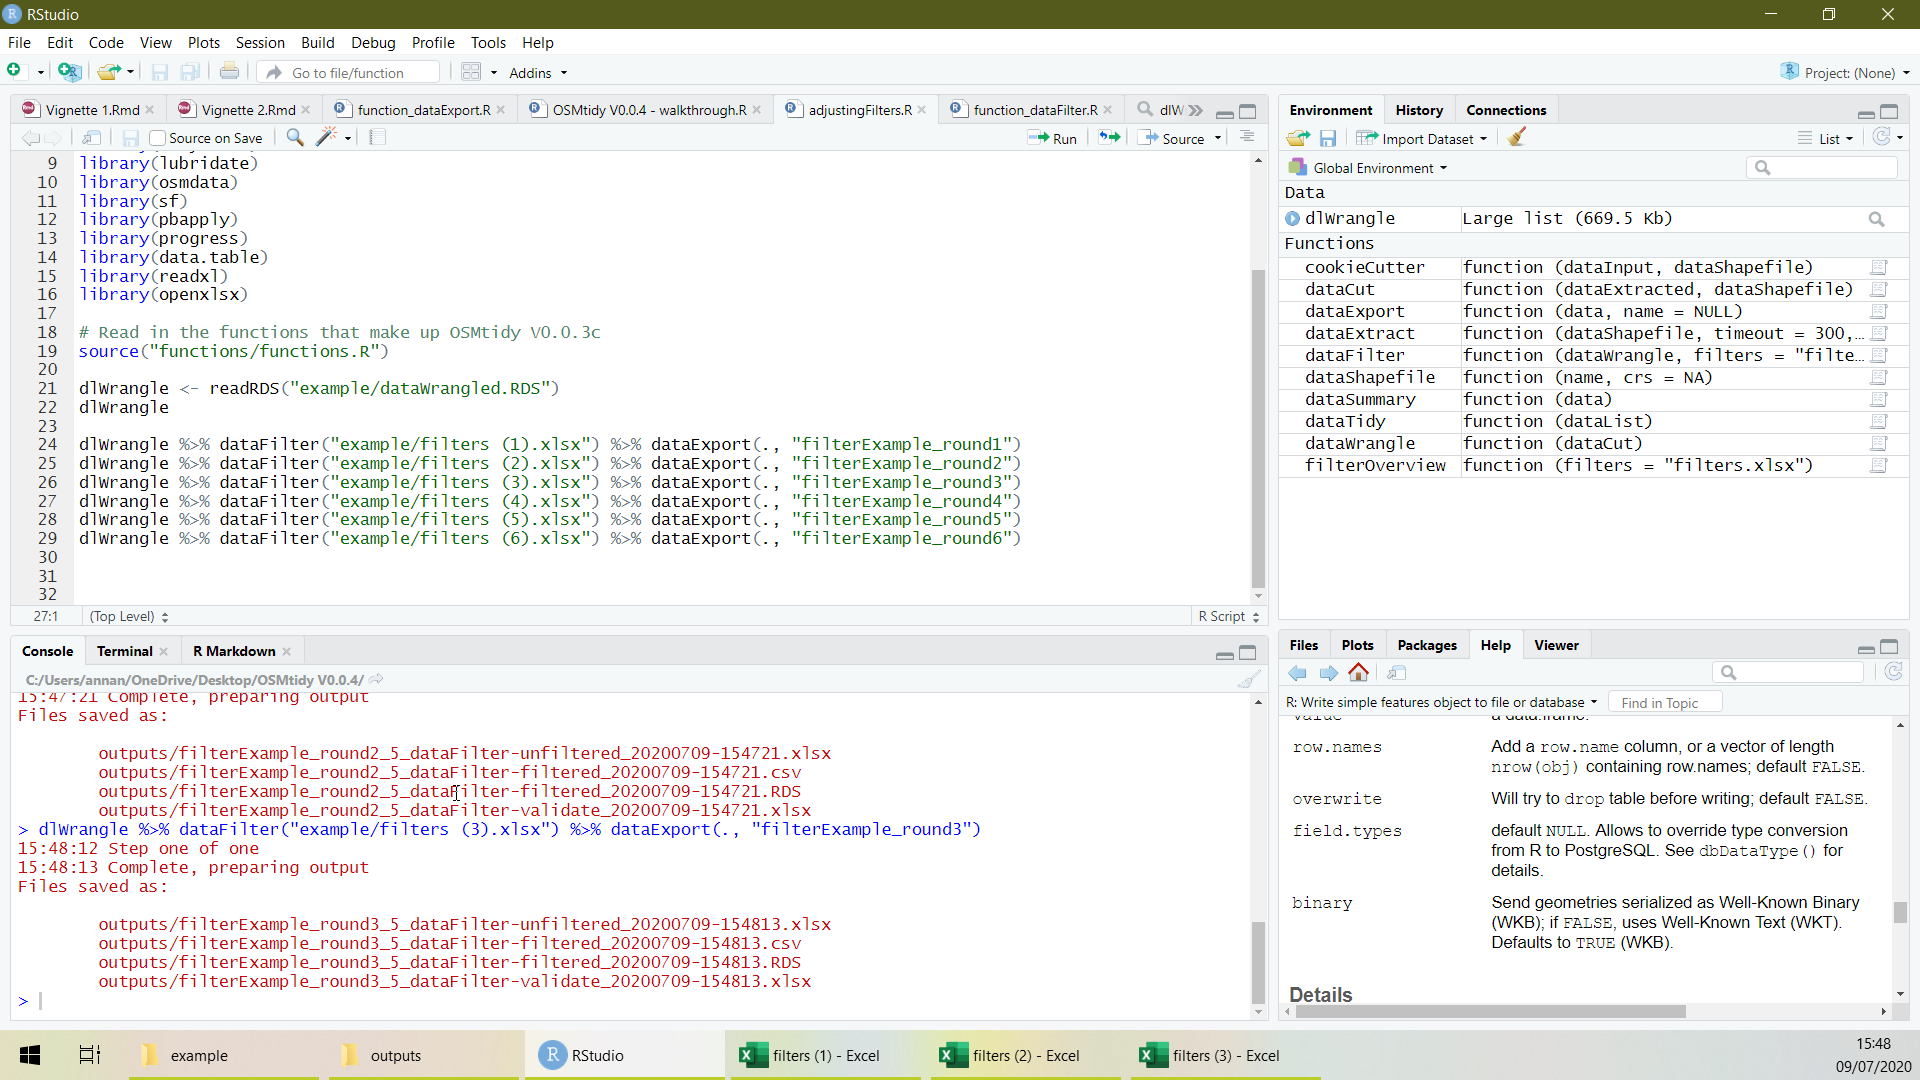 RStudio
File Edit Code View Plots Session Build Debug Profile Tools Help
Go to file/function Addins Project: (None)
Vignette 1.Rmd Vignette 2.Rmd function_dataExport.R OSMtidy V0.0.4 - walkthrough.R adjustingFilters.R function_dataFilter.R dlW
Source on Save Run Source
9 library(lubridate)
10 library(osmdata)
11 library(sf)
12 library(pbapply)
13 library(progress)
14 library(data.table)
15 library(readxl)
16 library(openxlsx)
17
18 # Read in the functions that make up OSMtidy V0.0.3c
19 source("functions/functions.R")
20
21 dlWrangle <- readRDS("example/dataWrangled.RDS")
22 dlWrangle
23
24 dlWrangle %>% dataFilter("example/filters (1).xlsx") %>% dataExport(., "filterExample_round1")
25 dlWrangle %>% dataFilter("example/filters (2).xlsx") %>% dataExport(., "filterExample_round2")
26 dlWrangle %>% dataFilter("example/filters (3).xlsx") %>% dataExport(., "filterExample_round3")
27 dlWrangle %>% dataFilter("example/filters (4).xlsx") %>% dataExport(., "filterExample_round4")
28 dlWrangle %>% dataFilter("example/filters (5).xlsx") %>% dataExport(., "filterExample_round5")
29 dlWrangle %>% dataFilter("example/filters (6).xlsx") %>% dataExport(., "filterExample_round6")
30
31
32
27:1 (Top Level) R Script
Console Terminal R Markdown
C:/Users/annan/OneDrive/Desktop/OSMtidy V0.0.4/
15:47:21 Complete, preparing output
Files saved as:
outputs/filterExample_round2_5_dataFilter-unfiltered_20200709-154721.xlsx
outputs/filterExample_round2_5_dataFilter-filtered_20200709-154721.csv
outputs/filterExample_round2_5_dataFilter-filtered_20200709-154721.RDS
outputs/filterExample_round2_5_dataFilter-validate_20200709-154721.xlsx
> dlWrangle %>% dataFilter("example/filters (3).xlsx") %>% dataExport(., "filterExample_round3")
15:48:12 Step one of one
15:48:13 Complete, preparing output
Files saved as:
outputs/filterExample_round3_5_dataFilter-unfiltered_20200709-154813.xlsx
outputs/filterExample_round3_5_dataFilter-filtered_20200709-154813.csv
outputs/filterExample_round3_5_dataFilter-filtered_20200709-154813.RDS
outputs/filterExample_round3_5_dataFilter-validate_20200709-154813.xlsx
>
Environment History Connections
Import Dataset List
Global Environment
Data
dlWrangle Large list (669.5 Kb)
Functions
cookieCutter function (dataInput, dataShapefile)
dataCut function (dataExtracted, dataShapefile)
dataExport function (data, name = NULL)
dataExtract function (dataShapefile, timeout = 300,…
dataFilter function (dataWrangle, filters = "filte…
dataShapefile function (name, crs = NA)
dataSummary function (data)
dataTidy function (dataList)
dataWrangle function (dataCut)
filterOverview function (filters = "filters.xlsx")
Files Plots Packages Help Viewer
R: Write simple features object to file or database Find in Topic
value a data.frame.
row.names Add a row.name column, or a vector of length
nrow(obj) containing row.names; default FALSE.
overwrite Will try to drop table before writing; default FALSE.
field.types default NULL. Allows to override type conversion
from R to PostgreSQL. See dbDataType() for
details.
binary Send geometries serialized as Well-Known Binary
(WKB); if FALSE, uses Well-Known Text (WKT).
Defaults to TRUE (WKB).
Details
example outputs RStudio filters (1) - Excel filters (2) - Excel filters (3) - Excel
15:48
09/07/2020